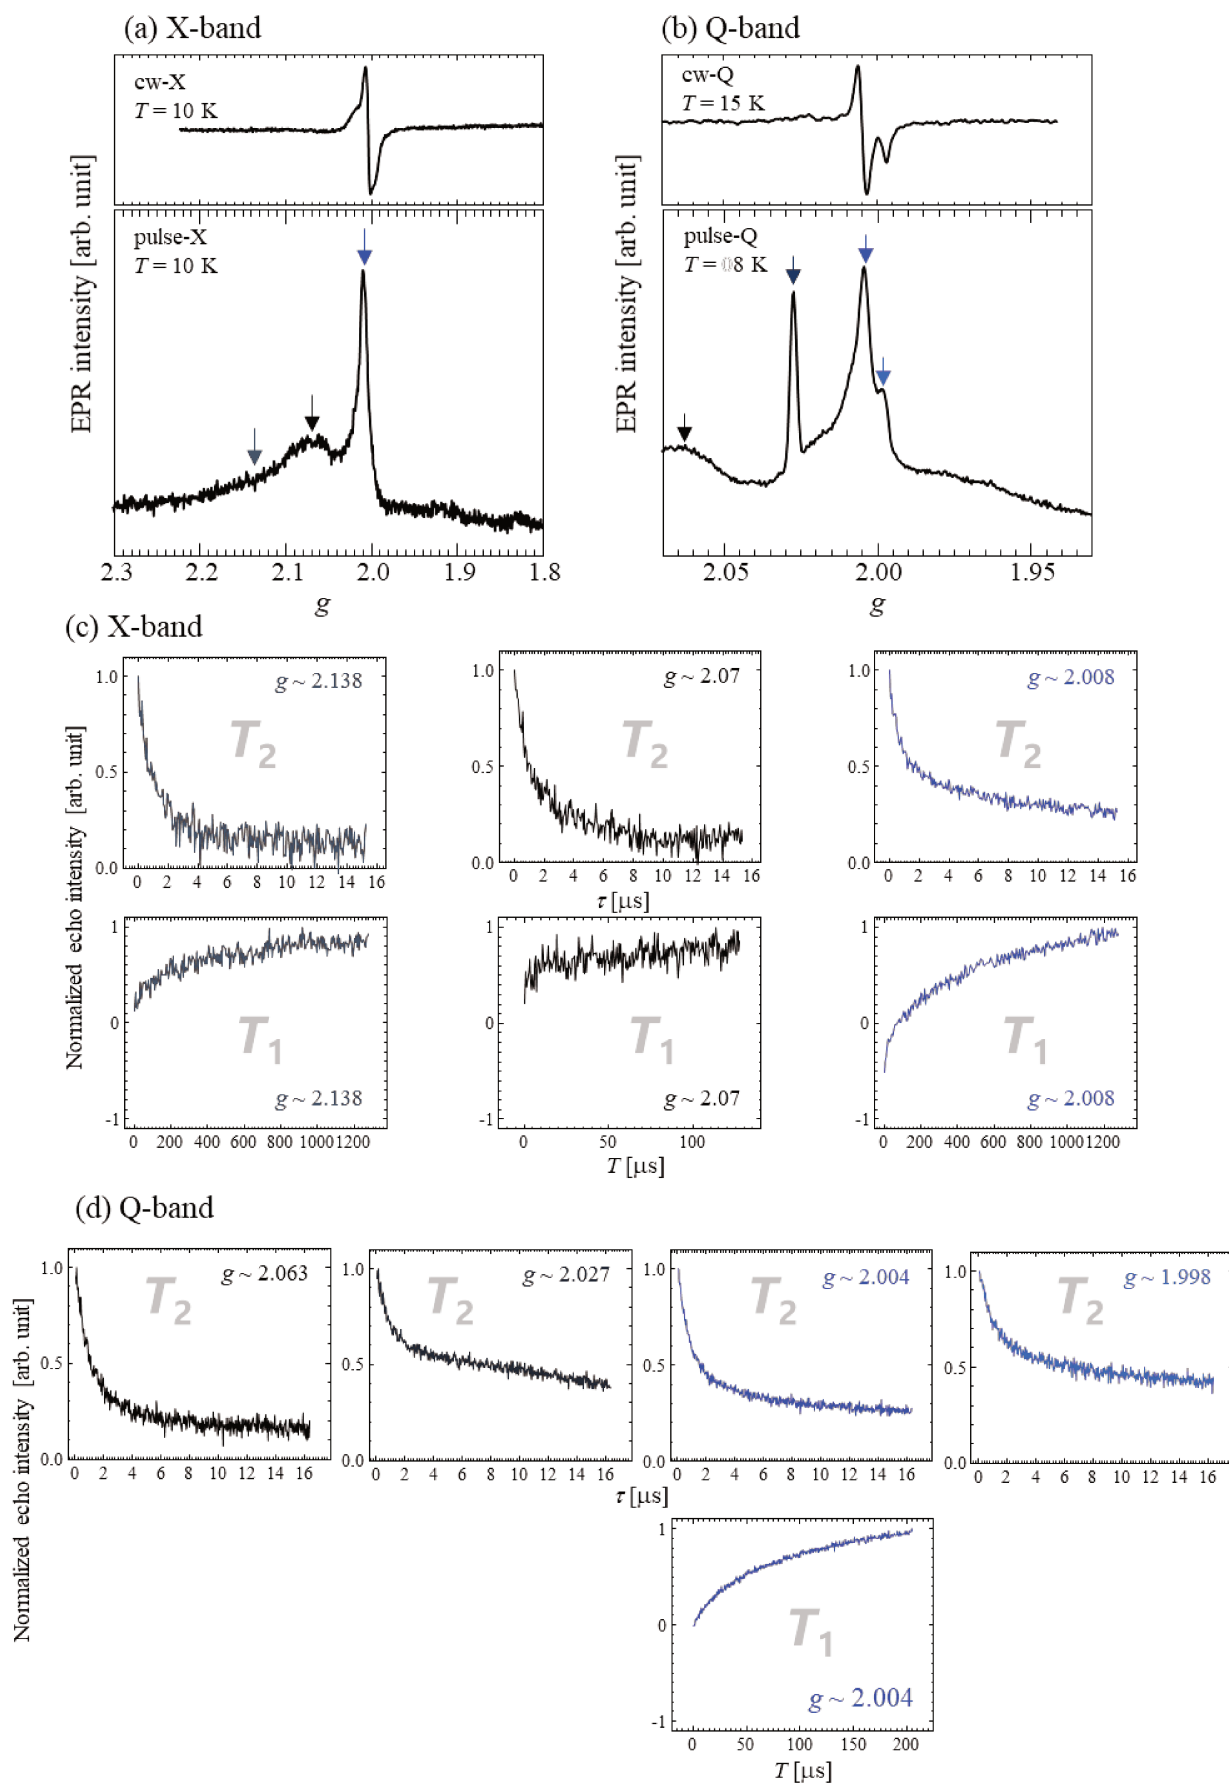 (a) X-band
(b) Q-band
cw-X
T = 10 K
cw-Q
T = 15 K
EPR intensity [arb. unit]
EPR intensity [arb. unit]
pulse-X
T = 10 K
pulse-Q
T = 08 K
2.3 2.2 2.1 2.0 1.9 1.8
2.05 2.00 1.95
g
g
(c) X-band
Normalized echo intensity [arb. unit]
1.0
0.5
0.0
g ~ 2.138
T2
0 2 4 6 8 10 12 14 16
1.0
0.5
0.0
g ~ 2.07
T2
0 2 4 6 8 10 12 14 16
τ [μs]
1.0
0.5
0.0
g ~ 2.008
T2
0 2 4 6 8 10 12 14 16
1
0
-1
T1
g ~ 2.138
0 200 400 600 800 1000 1200
1
0
-1
T1
g ~ 2.07
0 50 100
T [μs]
1
0
-1
T1
g ~ 2.008
0 200 400 600 800 1000 1200
(d) Q-band
Normalized echo intensity [arb. unit]
1.0
0.5
0.0
T2
g ~ 2.063
0 2 4 6 8 10 12 14 16
1.0
0.5
0.0
T2
g ~ 2.027
0 2 4 6 8 10 12 14 16
τ [μs]
1.0
0.5
0.0
T2
g ~ 2.004
0 2 4 6 8 10 12 14 16
1.0
0.5
0.0
T2
g ~ 1.998
0 2 4 6 8 10 12 14 16
1
0
-1
T1
g ~ 2.004
0 50 100 150 200
T [μs]